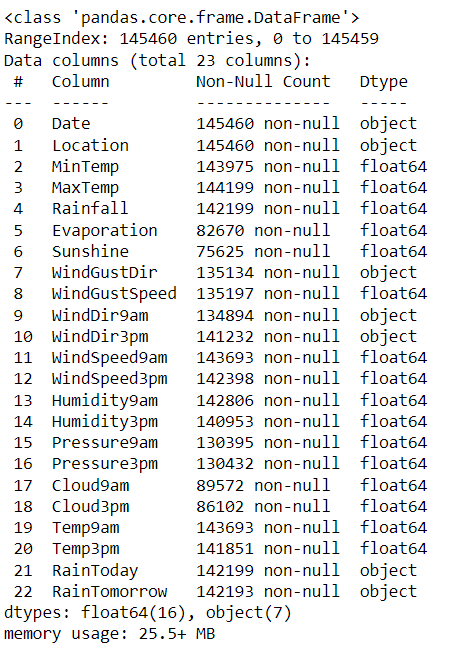 <class 'pandas.core.frame.DataFrame'>
RangeIndex: 145460 entries, 0 to 145459
Data columns (total 23 columns):
 #   Column         Non-Null Count   Dtype
---  ------         --------------   -----
 0   Date           145460 non-null  object
 1   Location       145460 non-null  object
 2   MinTemp        143975 non-null  float64
 3   MaxTemp        144199 non-null  float64
 4   Rainfall       142199 non-null  float64
 5   Evaporation    82670 non-null   float64
 6   Sunshine       75625 non-null   float64
 7   WindGustDir    135134 non-null  object
 8   WindGustSpeed  135197 non-null  float64
 9   WindDir9am     134894 non-null  object
 10  WindDir3pm     141232 non-null  object
 11  WindSpeed9am   143693 non-null  float64
 12  WindSpeed3pm   142398 non-null  float64
 13  Humidity9am    142806 non-null  float64
 14  Humidity3pm    140953 non-null  float64
 15  Pressure9am    130395 non-null  float64
 16  Pressure3pm    130432 non-null  float64
 17  Cloud9am       89572 non-null   float64
 18  Cloud3pm       86102 non-null   float64
 19  Temp9am        143693 non-null  float64
 20  Temp3pm        141851 non-null  float64
 21  RainToday      142199 non-null  object
 22  RainTomorrow   142193 non-null  object
dtypes: float64(16), object(7)
memory usage: 25.5+ MB